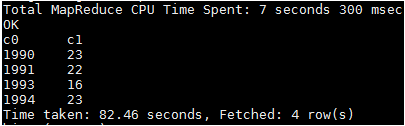 Total MapReduce CPU Time Spent: 7 seconds 300 msec
OK
c0 c1
1990 23
1991 22
1993 16
1994 23
Time taken: 82.46 seconds, Fetched: 4 row(s)